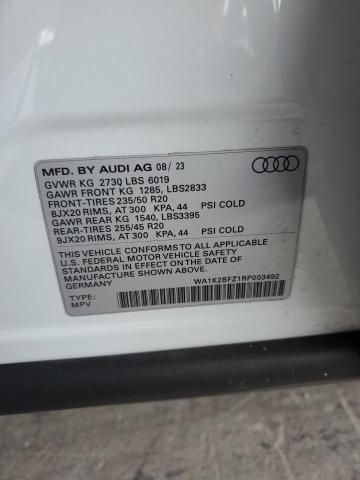 MFD. BY AUDI AG 08/ 23
GVWR KG 2730 LBS 6019
GAWR FRONT KG 1285, LBS2833
FRONT-TIRES 235/50 R20
8JX20 RIMS, AT 300 KPA, 44 PSI COLD
GAWR REAR KG 1540, LBS3395
REAR-TIRES 255/45 R20
9JX20 RIMS, AT 300 KPA, 44 PSI COLD
THIS VEHICLE CONFORMS TO ALL APPLICABLE
U.S. FEDERAL MOTOR VEHICLE SAFETY
STANDARDS IN EFFECT ON THE DATE OF
MANUFACTURE SHOWN ABOVE.
GERMANY
WA1K2BFZ1RP003492
TYPE:
MPV